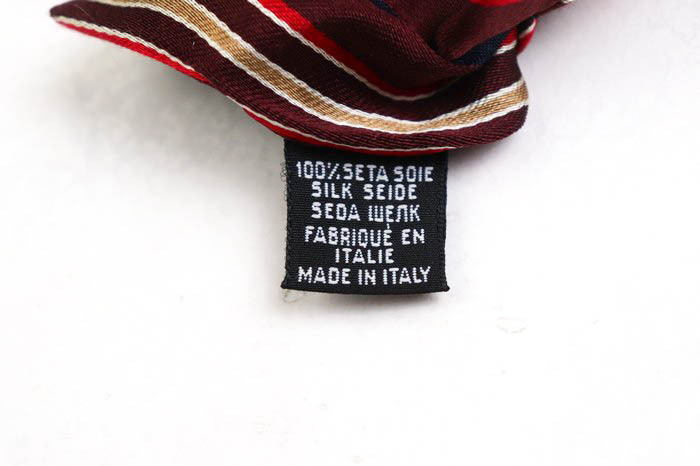 100% SETA SOIE
SILK SEIDE
SEDA ШЕЛК
FABRIQUÉ EN
ITALIE
MADE IN ITALY